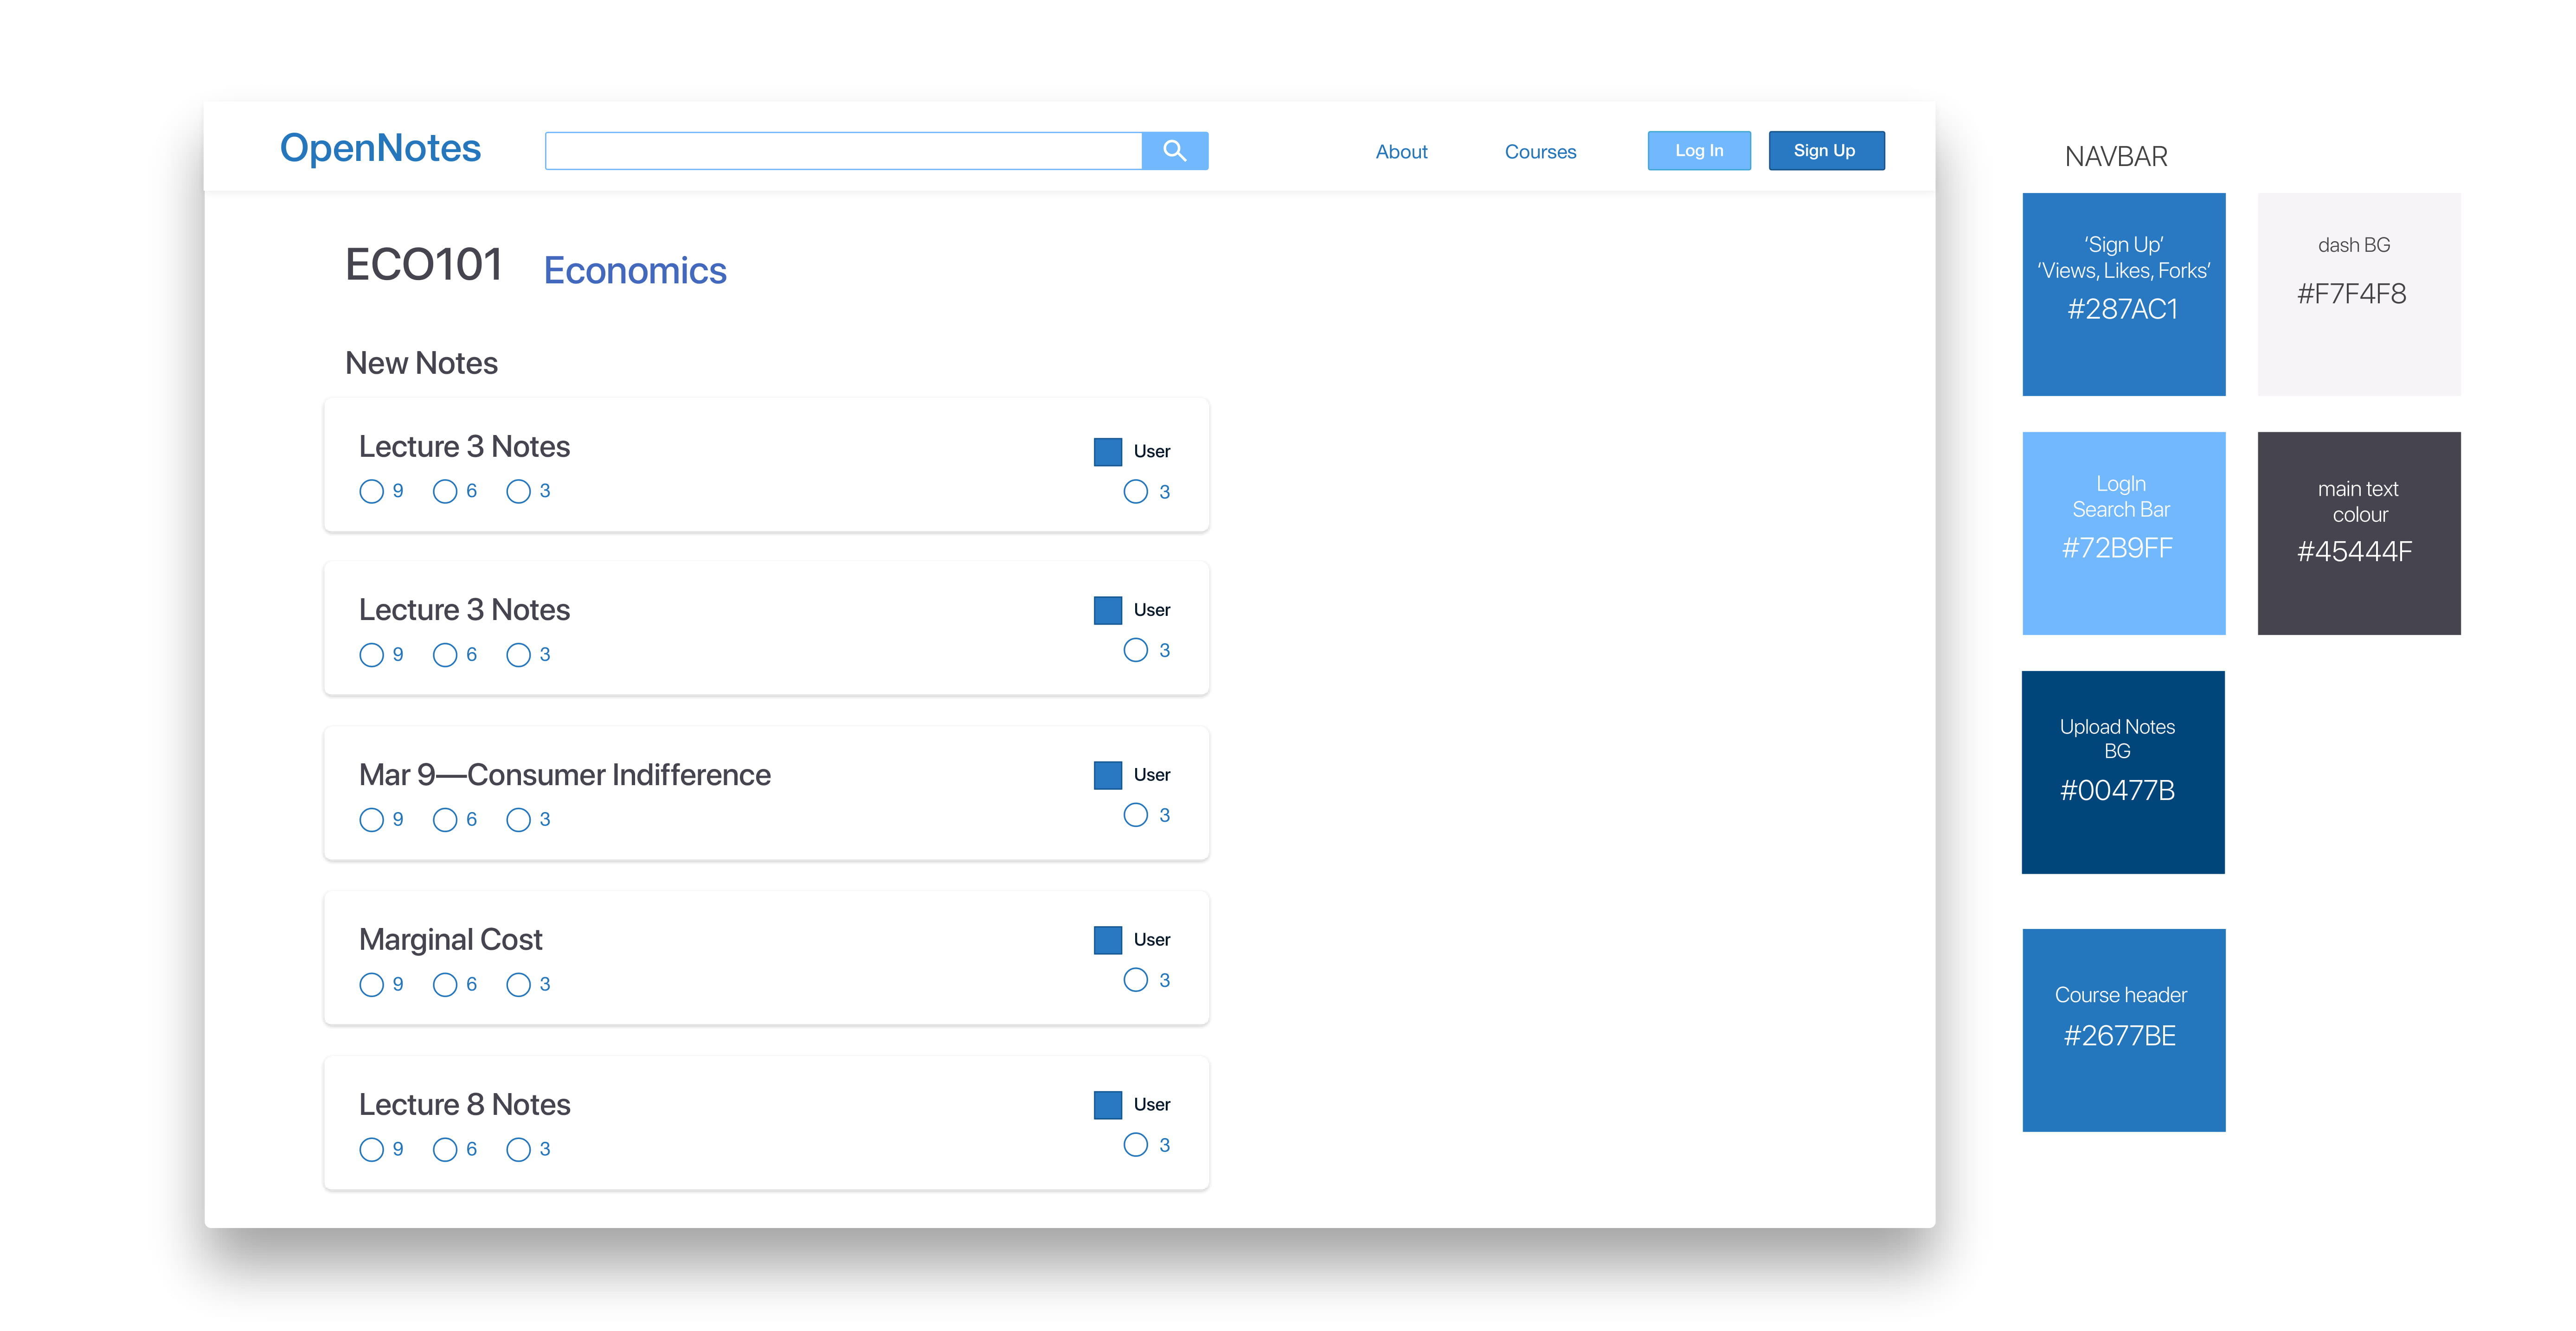 OpenNotes
About
Courses
Log In
Sign Up
ECO101
Economics
New Notes
Lecture 3 Notes
User
9 6 3
3
Lecture 3 Notes
User
9 6 3
3
Mar 9—Consumer Indifference
User
9 6 3
3
Marginal Cost
User
9 6 3
3
Lecture 8 Notes
User
9 6 3
3
NAVBAR
‘Sign Up’
‘Views, Likes, Forks’
#287AC1
dash BG
#F7F4F8
LogIn
Search Bar
#72B9FF
main text
colour
#45444F
Upload Notes
BG
#00477B
Course header
#2677BE